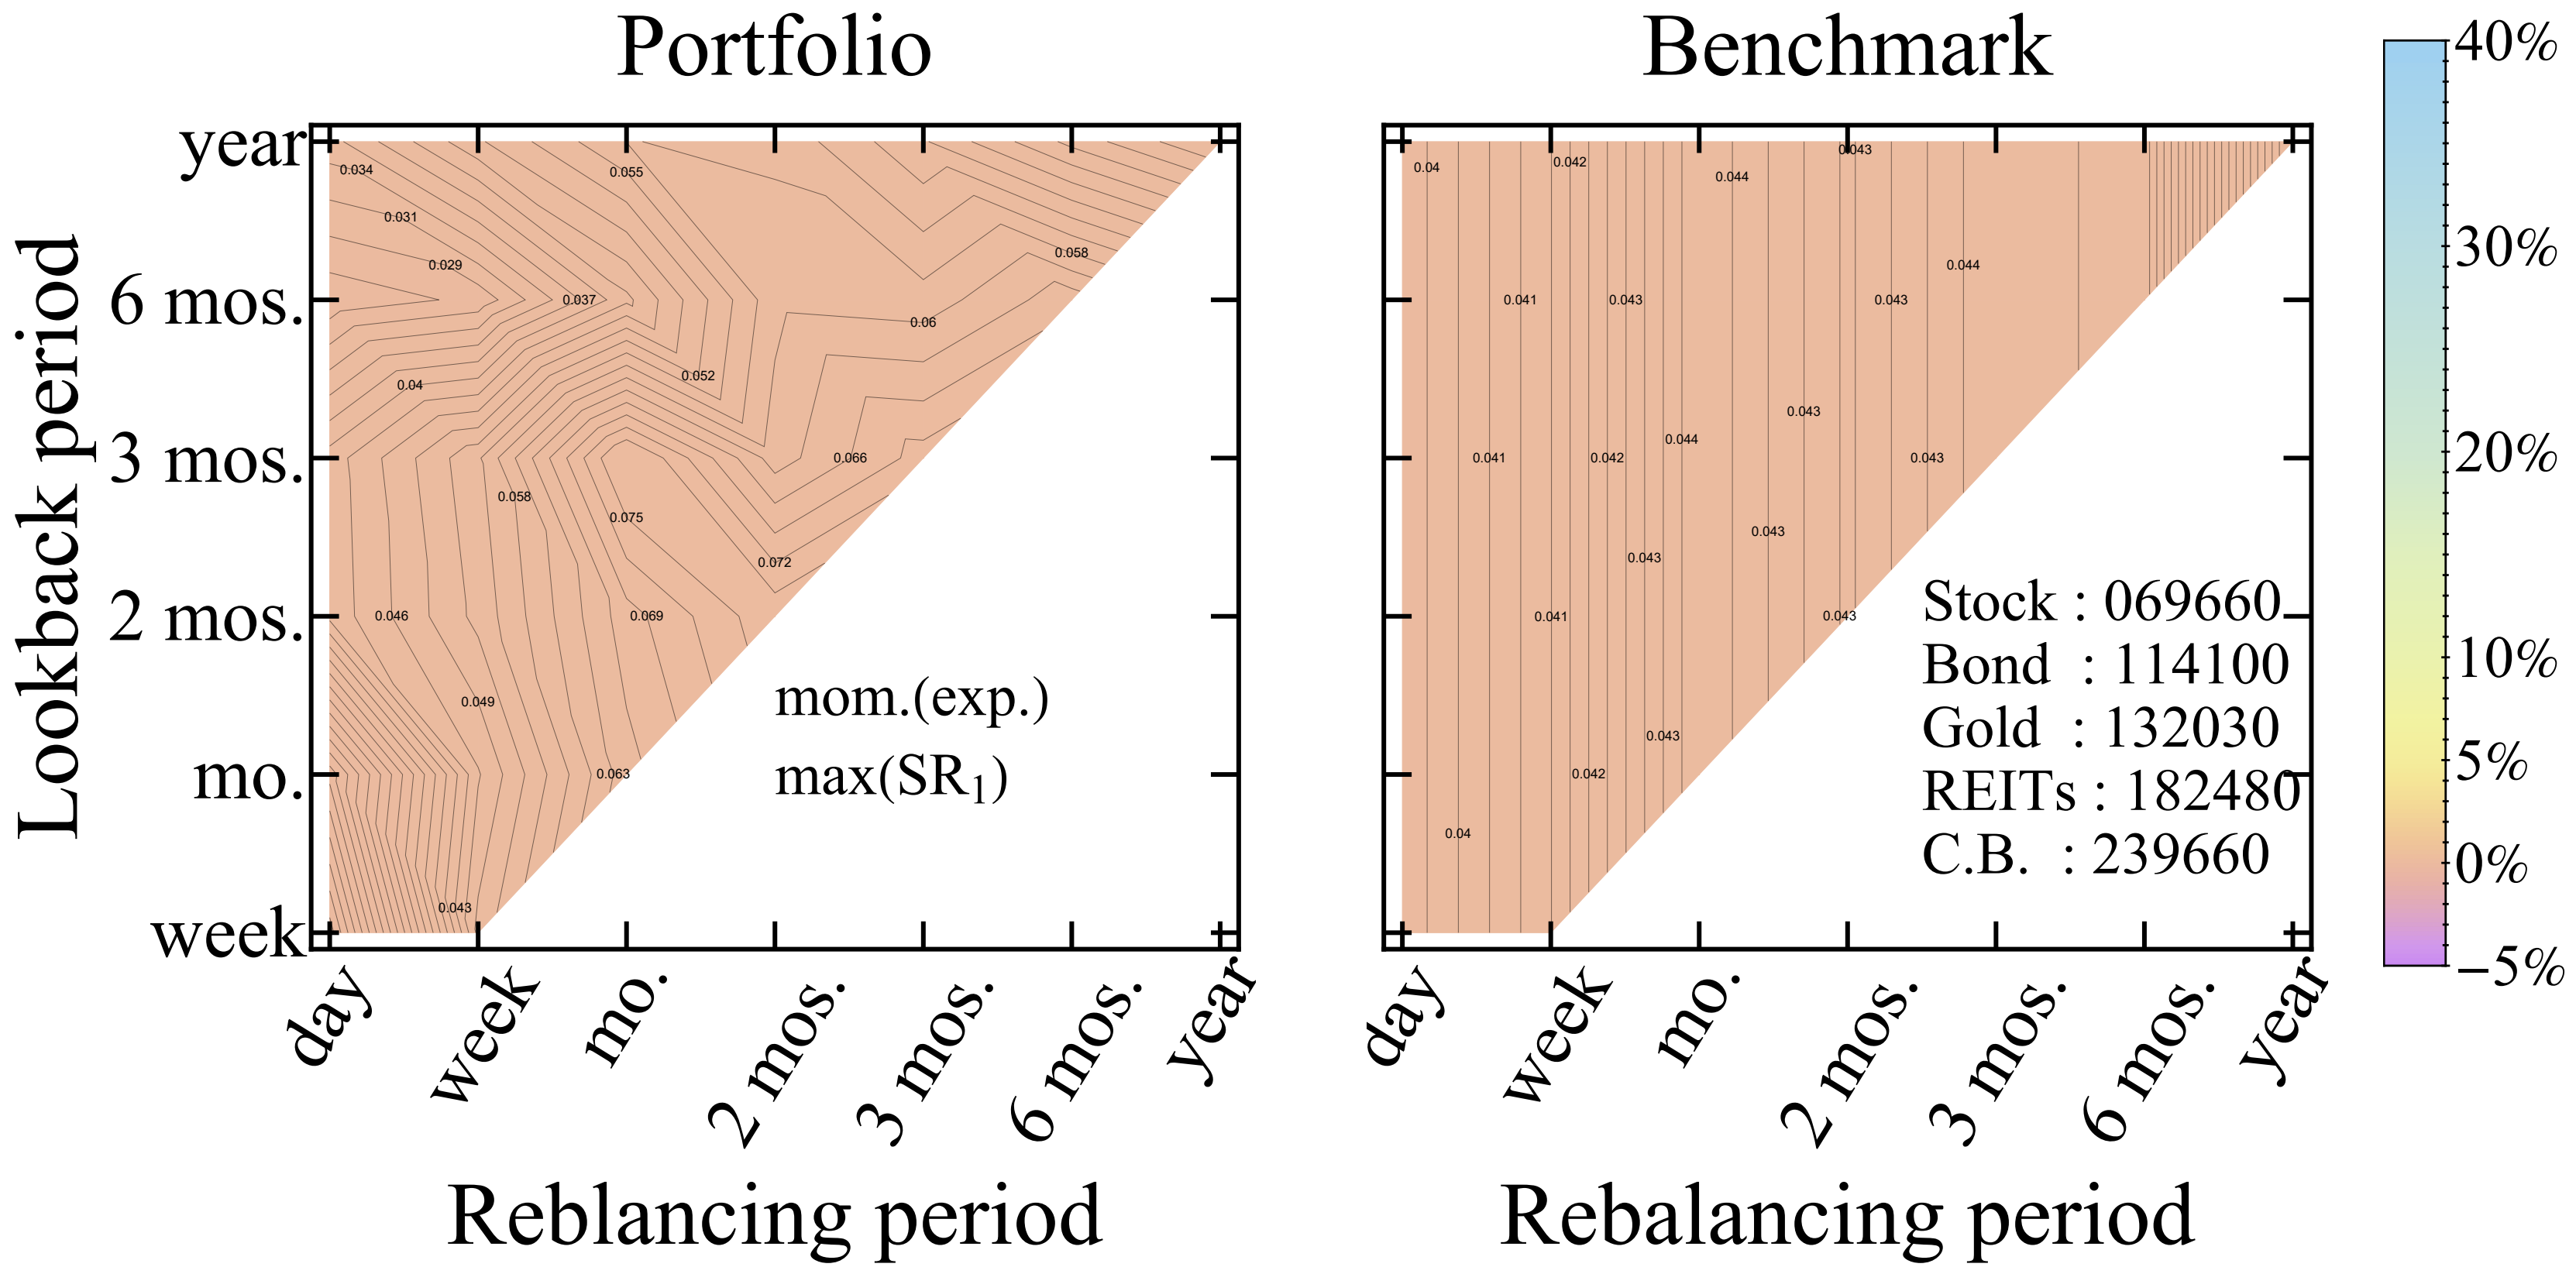 Portfolio
Benchmark
40%
30%
20%
10%
5%
0%
−5%
Lookback period
year
6 mos.
3 mos.
2 mos.
mo.
week
0.034
0.055
0.031
0.029
0.058
0.037
0.06
0.052
0.04
0.066
0.058
0.075
0.072
0.046
0.069
0.049
0.063
0.043
mom.(exp.)
max(SR₁)
day
week
mo.
2 mos.
3 mos.
6 mos.
year
Reblancing period
0.043
0.042
0.04
0.044
0.044
0.041
0.043
0.043
0.043
0.044
0.041
0.042
0.043
0.043
0.043
0.041
0.043
0.043
0.042
0.04
Stock : 069660
Bond : 114100
Gold : 132030
REITs : 182480
C.B. : 239660
day
week
mo.
2 mos.
3 mos.
6 mos.
year
Rebalancing period